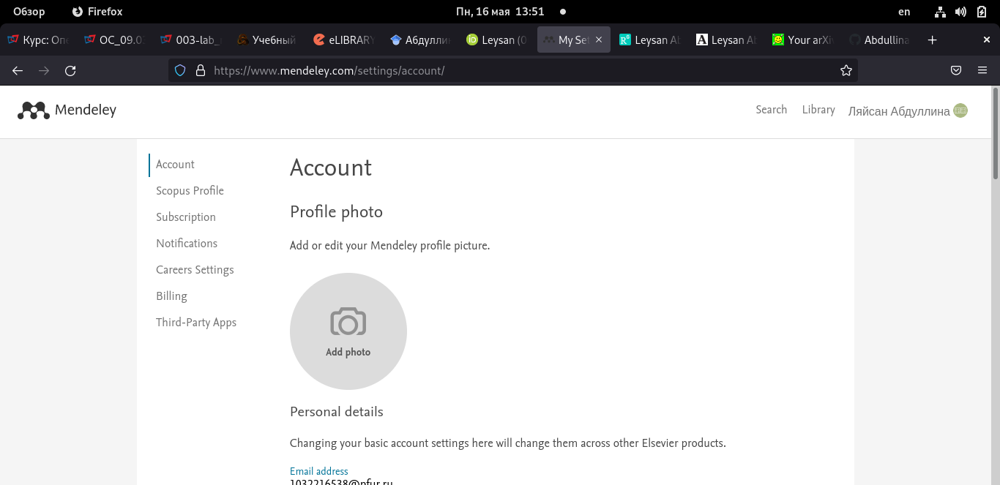 Обзор Firefox Пн, 16 мая 13:51 en
Курс: Опе ОС_09.0 003-lab_ Учебный eLIBRARY Абдуллин Leysan (0 My Set Leysan Ab Leysan Ab Your arXiv Abdullina
https://www.mendeley.com/settings/account/
Mendeley Search Library Ляйсан Абдуллина
Account
Scopus Profile
Subscription
Notifications
Careers Settings
Billing
Third-Party Apps
Account
Profile photo
Add or edit your Mendeley profile picture.
Add photo
Personal details
Changing your basic account settings here will change them across other Elsevier products.
Email address
1032216538@pfur.ru